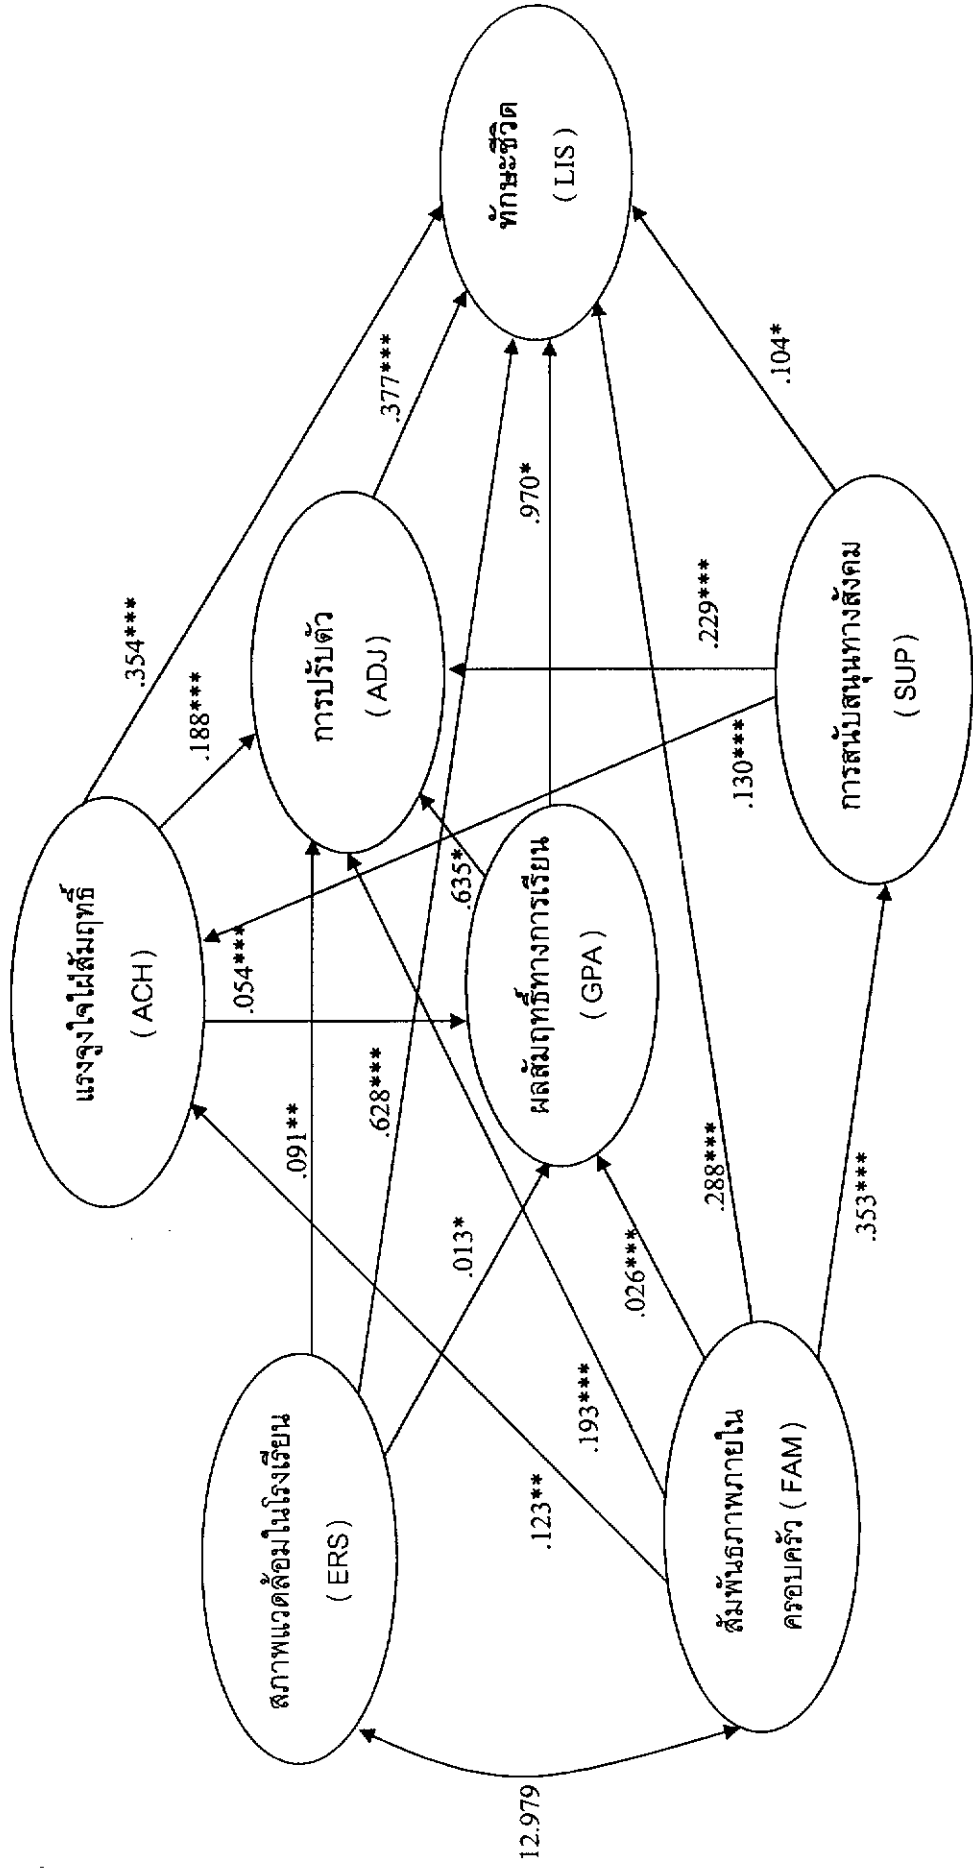 แรงจูงใจใฝ่สัมฤทธิ์
( ACH )
.354***
.188***
สภาพแวดล้อมในโรงเรียน
( ERS )
.091**
.054***
การปรับตัว
( ADJ )
.377***
ทักษะชีวิต
( LIS )
.628***
.635*
.013*
ผลสัมฤทธิ์ทางการเรียน
( GPA )
.970*
12.979
.123**
.193***
.026***
.288***
.130***
.229***
.104*
สัมพันธภาพภายใน
ครอบครัว ( FAM )
.353***
การสนับสนุนทางสังคม
( SUP )